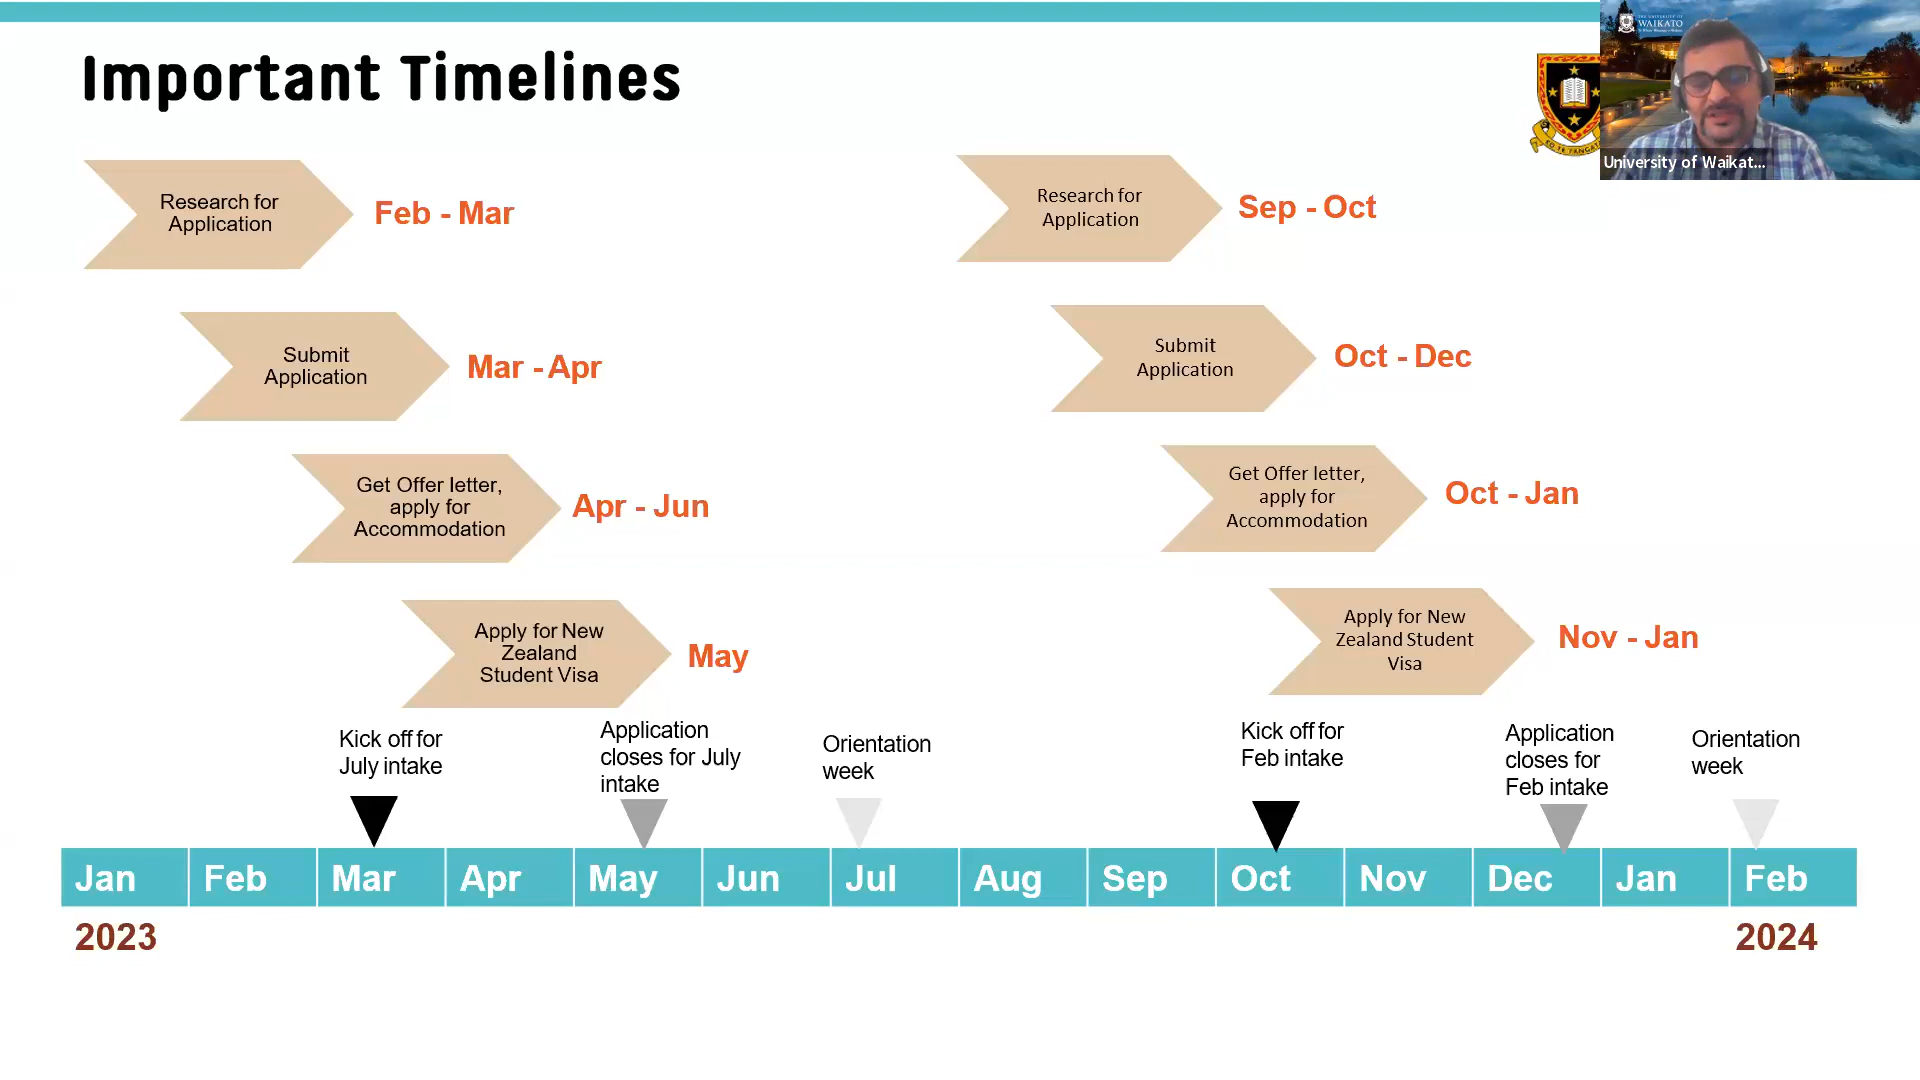 Important Timelines
THE UNIVERSITY OF
WAIKATO
University of Waikat...
Research for
Application
Feb - Mar
Submit
Application
Mar - Apr
Get Offer letter,
apply for
Accommodation
Apr - Jun
Apply for New
Zealand
Student Visa
May
Research for
Application
Sep - Oct
Submit
Application
Oct - Dec
Get Offer letter,
apply for
Accommodation
Oct - Jan
Apply for New
Zealand Student
Visa
Nov - Jan
Kick off for
July intake
Application
closes for July
intake
Orientation
week
Kick off for
Feb intake
Application
closes for
Feb intake
Orientation
week
Jan Feb Mar Apr May Jun Jul Aug Sep Oct Nov Dec Jan Feb
2023 2024